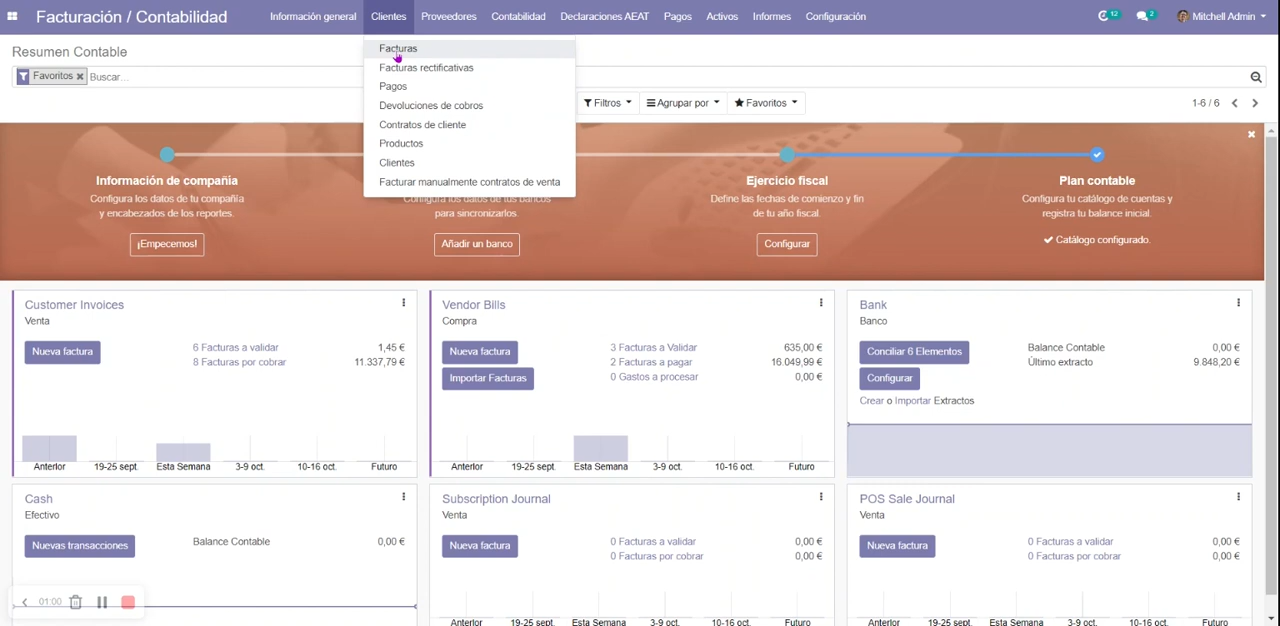 Facturación / Contabilidad
Información general
Clientes
Proveedores
Contabilidad
Declaraciones AEAT
Pagos
Activos
Informes
Configuración
12
2
Mitchell Admin
Facturas
Facturas rectificativas
Pagos
Devoluciones de cobros
Contratos de cliente
Productos
Clientes
Facturar manualmente contratos de venta
Resumen Contable
Favoritos
Buscar...
Filtros
Agrupar por
Favoritos
1-6 / 6
Información de compañía
Configura los datos de tu compañía
y encabezados de los reportes.
¡Empecemos!
Configura los datos de tus bancos
para sincronizarlos.
Añadir un banco
Ejercicio fiscal
Define las fechas de comienzo y fin
de tu año fiscal.
Configurar
Plan contable
Configura tu catálogo de cuentas y
registra tu balance inicial.
Catálogo configurado.
Customer Invoices
Venta
Nueva factura
6 Facturas a validar 1,45 €
8 Facturas por cobrar 11.337,79 €
Anterior 19-25 sept. Esta Semana 3-9 oct. 10-16 oct. Futuro
Vendor Bills
Compra
Nueva factura
Importar Facturas
3 Facturas a Validar 635,00 €
2 Facturas a pagar 16.049,99 €
0 Gastos a procesar 0,00 €
Anterior 19-25 sept. Esta Semana 3-9 oct. 10-16 oct. Futuro
Bank
Banco
Conciliar 6 Elementos
Configurar
Crear o Importar Extractos
Balance Contable 0,00 €
Último extracto 9.848,20 €
Cash
Efectivo
Nuevas transacciones
Balance Contable 0,00 €
01:00
Anterior 19-25 sept. Esta Semana 3-9 oct. 10-16 oct. Futuro
Subscription Journal
Venta
Nueva factura
0 Facturas a validar 0,00 €
0 Facturas por cobrar 0,00 €
Anterior 19-25 sept. Esta Semana 3-9 oct. 10-16 oct. Futuro
POS Sale Journal
Venta
Nueva factura
0 Facturas a validar 0,00 €
0 Facturas por cobrar 0,00 €